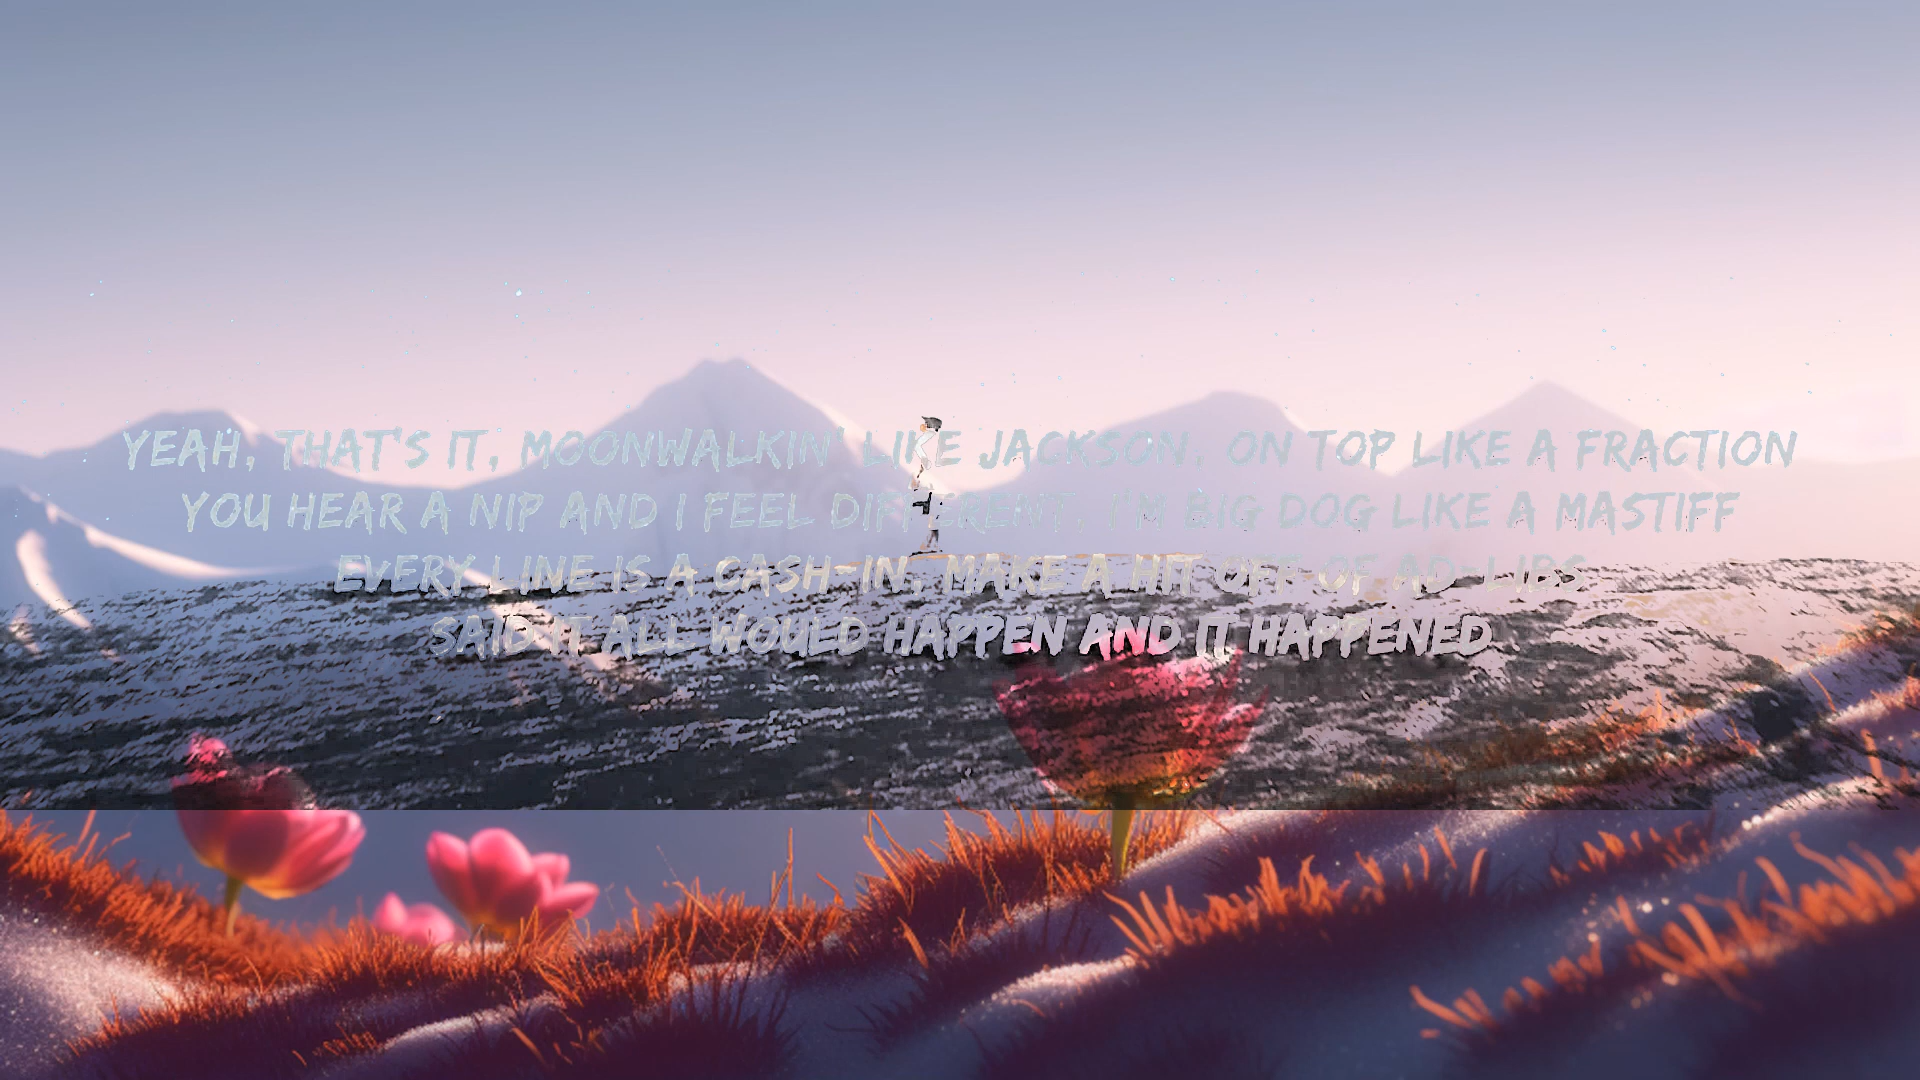 YEAH, THAT'S IT, MOONWALKIN' LIKE JACKSON, ON TOP LIKE A FRACTION
YOU HEAR A NIP AND I FEEL DIFFERENT, I'M BIG DOG LIKE A MASTIFF
EVERY LINE IS A CASH-IN, MAKE A HIT OFF OF AD-LIBS
SAID IT ALL WOULD HAPPEN AND IT HAPPENED